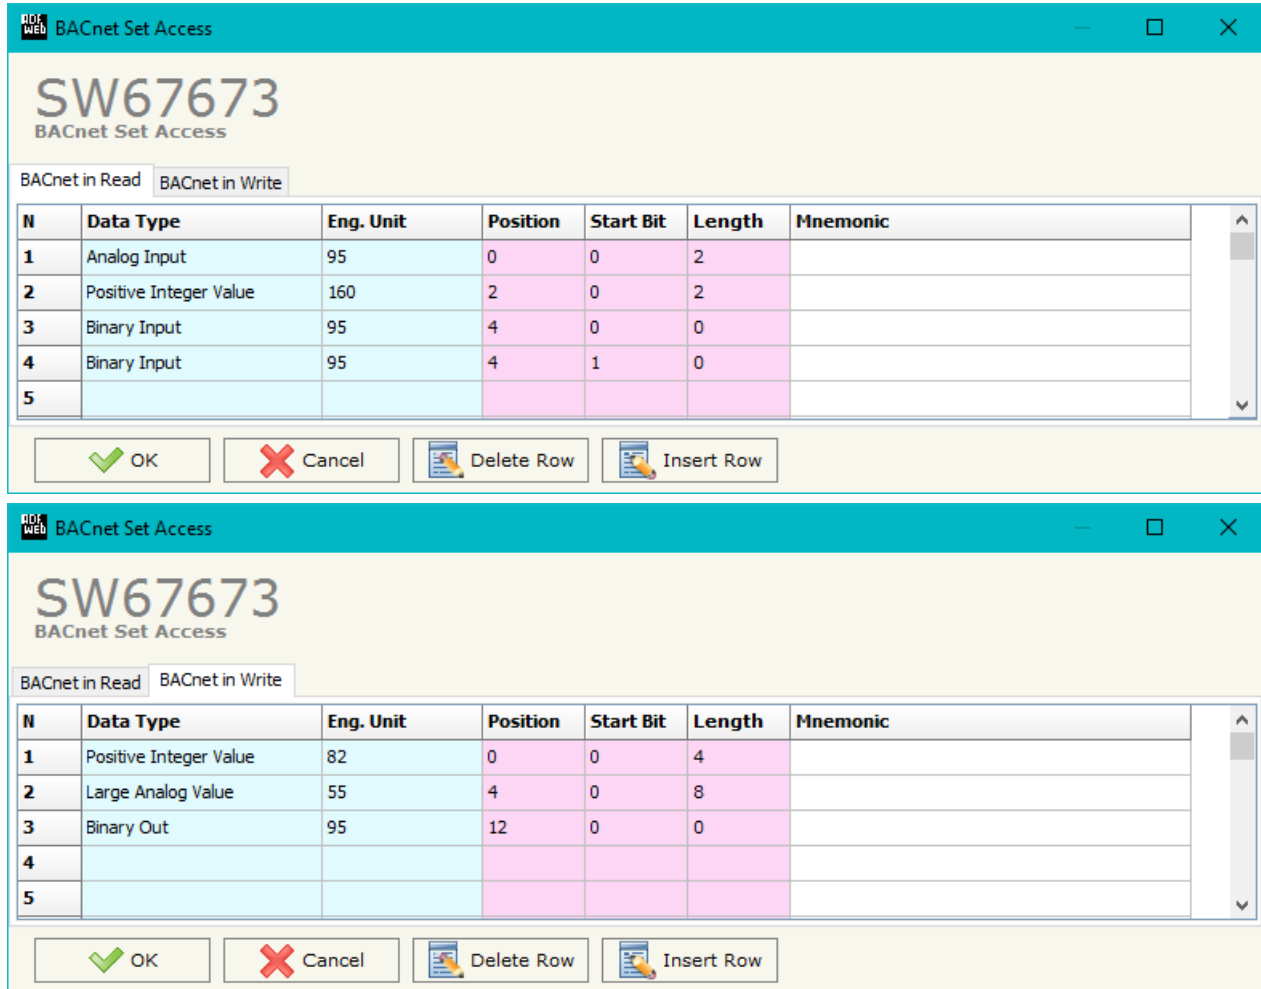 ADF
WEB BACnet Set Access
SW67673
BACnet Set Access
BACnet in Read BACnet in Write
N Data Type Eng. Unit Position Start Bit Length Mnemonic
1 Analog Input 95 0 0 2
2 Positive Integer Value 160 2 0 2
3 Binary Input 95 4 0 0
4 Binary Input 95 4 1 0
5
OK Cancel Delete Row Insert Row
ADF
WEB BACnet Set Access
SW67673
BACnet Set Access
BACnet in Read BACnet in Write
N Data Type Eng. Unit Position Start Bit Length Mnemonic
1 Positive Integer Value 82 0 0 4
2 Large Analog Value 55 4 0 8
3 Binary Out 95 12 0 0
4
5
OK Cancel Delete Row Insert Row